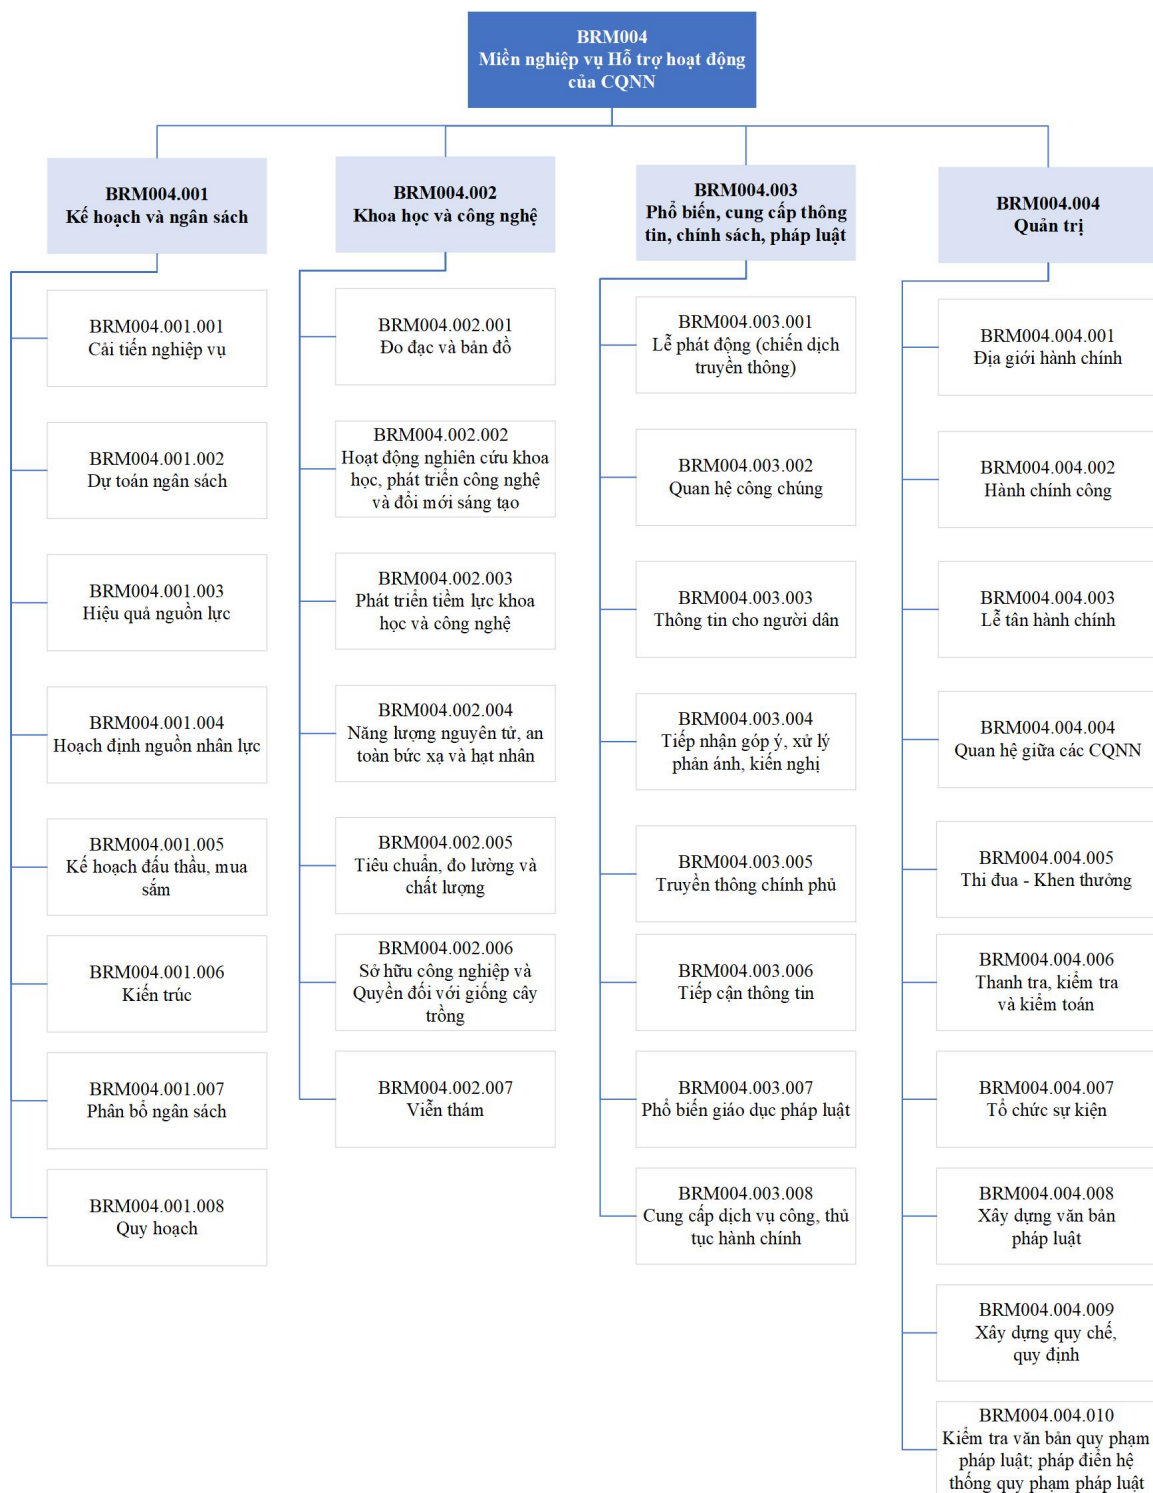 BRM004
Miền nghiệp vụ Hỗ trợ hoạt động
của CQNN
BRM004.001
Kế hoạch và ngân sách
BRM004.001.001
Cải tiến nghiệp vụ
BRM004.001.002
Dự toán ngân sách
BRM004.001.003
Hiệu quả nguồn lực
BRM004.001.004
Hoạch định nguồn nhân lực
BRM004.001.005
Kế hoạch đấu thầu, mua
sắm
BRM004.001.006
Kiến trúc
BRM004.001.007
Phân bổ ngân sách
BRM004.001.008
Quy hoạch
BRM004.002
Khoa học và công nghệ
BRM004.002.001
Đo đạc và bản đồ
BRM004.002.002
Hoạt động nghiên cứu khoa
học, phát triển công nghệ
và đổi mới sáng tạo
BRM004.002.003
Phát triển tiềm lực khoa
học và công nghệ
BRM004.002.004
Năng lượng nguyên tử, an
toàn bức xạ và hạt nhân
BRM004.002.005
Tiêu chuẩn, đo lường và
chất lượng
BRM004.002.006
Sở hữu công nghiệp và
Quyền đối với giống cây
trồng
BRM004.002.007
Viễn thám
BRM004.003
Phổ biến, cung cấp thông
tin, chính sách, pháp luật
BRM004.003.001
Lễ phát động (chiến dịch
truyền thông)
BRM004.003.002
Quan hệ công chúng
BRM004.003.003
Thông tin cho người dân
BRM004.003.004
Tiếp nhận góp ý, xử lý
phản ánh, kiến nghị
BRM004.003.005
Truyền thông chính phủ
BRM004.003.006
Tiếp cận thông tin
BRM004.003.007
Phổ biến giáo dục pháp luật
BRM004.003.008
Cung cấp dịch vụ công, thủ
tục hành chính
BRM004.004
Quản trị
BRM004.004.001
Địa giới hành chính
BRM004.004.002
Hành chính công
BRM004.004.003
Lễ tân hành chính
BRM004.004.004
Quan hệ giữa các CQNN
BRM004.004.005
Thi đua - Khen thưởng
BRM004.004.006
Thanh tra, kiểm tra
và kiểm toán
BRM004.004.007
Tổ chức sự kiện
BRM004.004.008
Xây dựng văn bản
pháp luật
BRM004.004.009
Xây dựng quy chế,
quy định
BRM004.004.010
Kiểm tra văn bản quy phạm
pháp luật; pháp điển hệ
thống quy phạm pháp luật